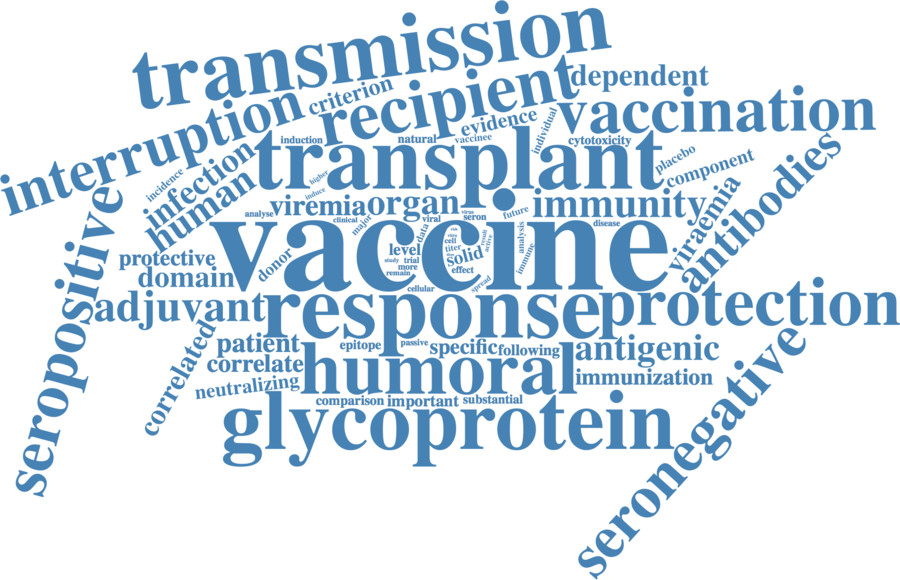 transmission
criterion
recipient
dependent
interruption
evidence
vaccination
individual
induction
natural
vaccinee
cytotoxicity
transplant
placebo
component
antibodies
infection
incidence
higher
induce
human
viremia
organ
immunity
viraemia
analyse
clinical
major
viral
virus
seron
future
disease
seropositive
vaccine
data
cell
titer
result
active
analysis
immune
level
solid
study
trial
more
remain
effect
spread
cellular
protective
domain
donor
adjuvant
response
protection
correlated
patient
correlate
neutralizing
epitope
passive
specific
following
antigenic
humoral
immunization
comparison
important
substantial
glycoprotein
seronegative